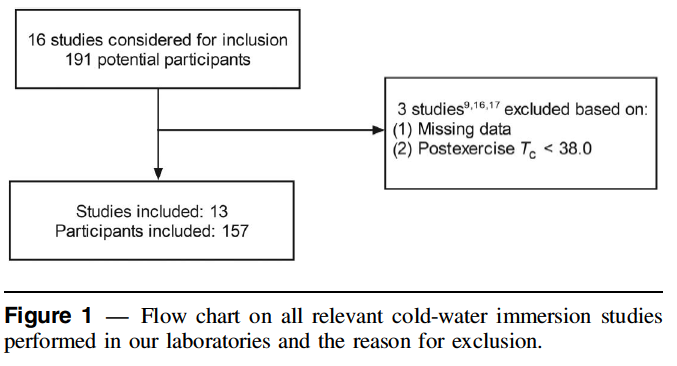 16 studies considered for inclusion
191 potential participants
3 studies9,16,17 excluded based on:
(1) Missing data
(2) Postexercise Tc < 38.0
Studies included: 13
Participants included: 157
Figure 1 — Flow chart on all relevant cold-water immersion studies
performed in our laboratories and the reason for exclusion.